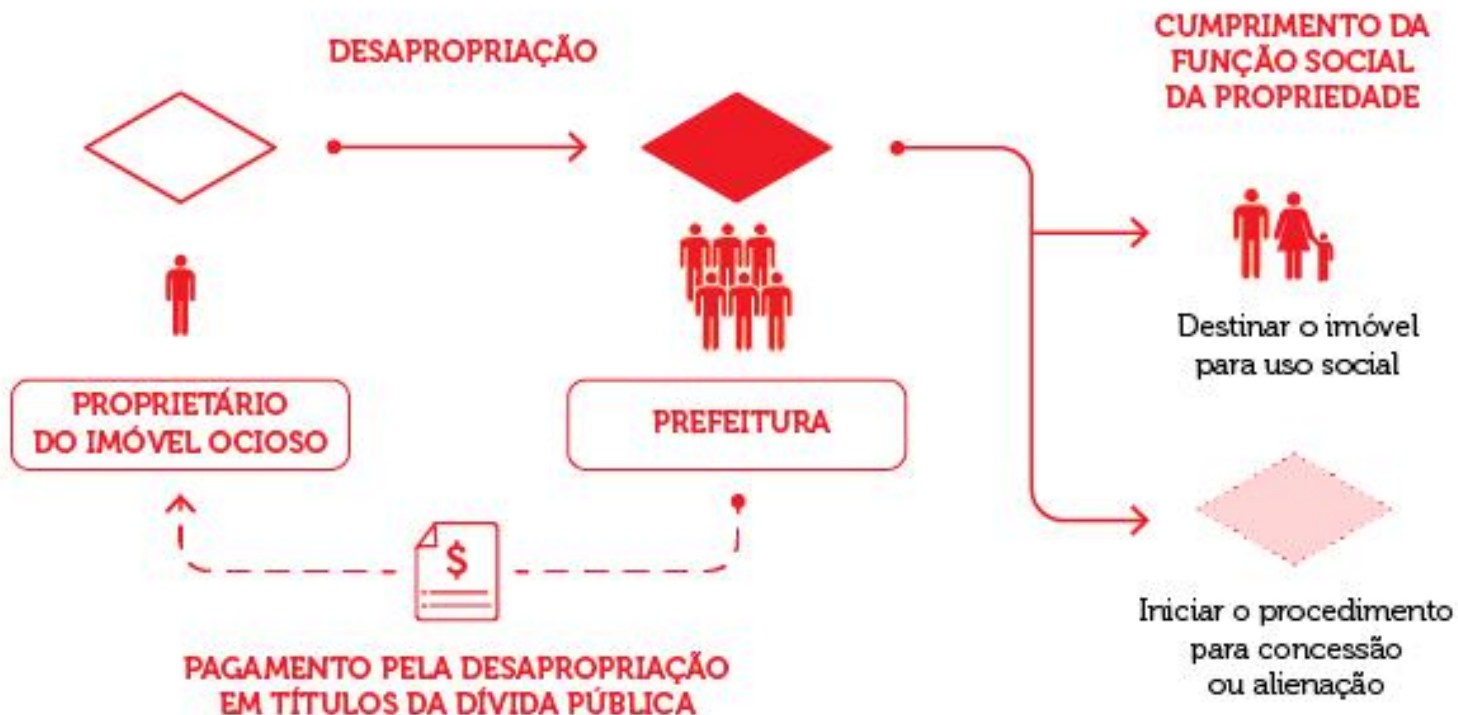 DESAPROPRIAÇÃO
CUMPRIMENTO DA
FUNÇÃO SOCIAL
DA PROPRIEDADE
PROPRIETÁRIO
DO IMÓVEL OCIOSO
PREFEITURA
Destinar o imóvel
para uso social
$
PAGAMENTO PELA DESAPROPRIAÇÃO
EM TÍTULOS DA DÍVIDA PÚBLICA
Iniciar o procedimento
para concessão
ou alienação